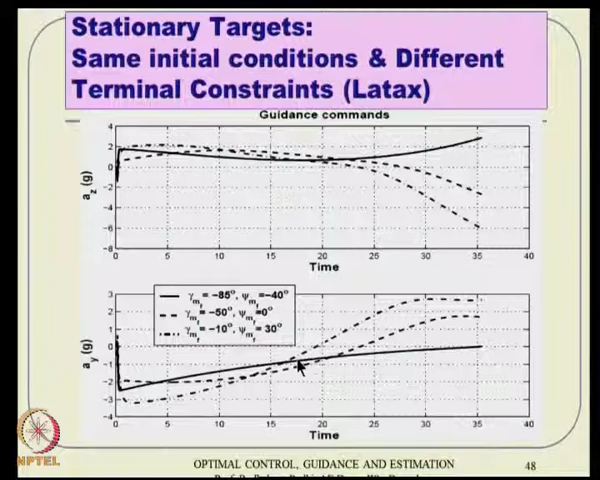 Stationary Targets:
Same initial conditions & Different
Terminal Constraints (Latax)
Guidance commands
4
2
0
-2
-4
-6
-8
a_z (g)
0 5 10 15 20 25 30 35 40
Time
γ_mf = -85°, ψ_mf = -40°
γ_mf = -50°, ψ_mf = 0°
γ_mf = -10°, ψ_mf = 30°
3
2
1
0
-1
-2
-3
-4
a_y (g)
0 5 10 15 20 25 30 35 40
Time
NPTEL
OPTIMAL CONTROL, GUIDANCE AND ESTIMATION 48